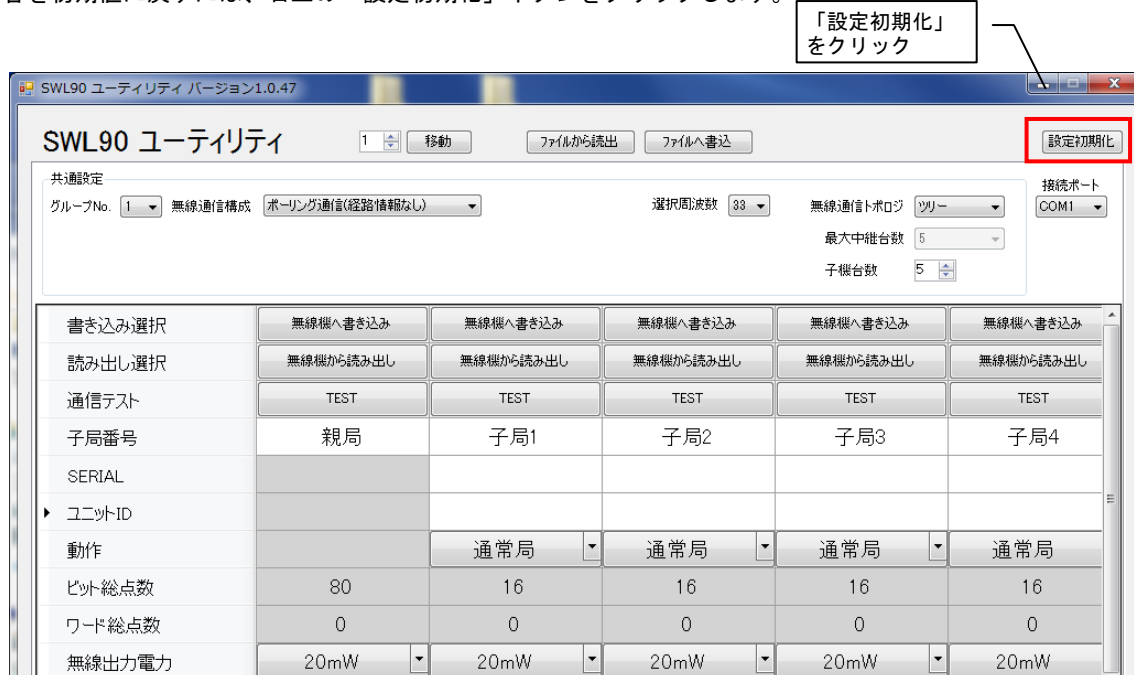 「設定初期化」
をクリック
SWL90 ユーティリティ バージョン1.0.47
SWL90 ユーティリティ 1 移動 ファイルから読出 ファイルへ書込 設定初期化
共通設定 接続ポート
グループNo. 1 無線通信構成 ポーリング通信(経路情報なし) 選択周波数 33 無線通信トポロジ ツリー COM1
最大中継台数 5
子機台数 5
書き込み選択 無線機へ書き込み 無線機へ書き込み 無線機へ書き込み 無線機へ書き込み 無線機へ書き込み
読み出し選択 無線機から読み出し 無線機から読み出し 無線機から読み出し 無線機から読み出し 無線機から読み出し
通信テスト TEST TEST TEST TEST TEST
子局番号 親局 子局1 子局2 子局3 子局4
SERIAL
ユニットID
動作 通常局 通常局 通常局 通常局
ビット総点数 80 16 16 16 16
ワード総点数 0 0 0 0 0
無線出力電力 20mW 20mW 20mW 20mW 20mW